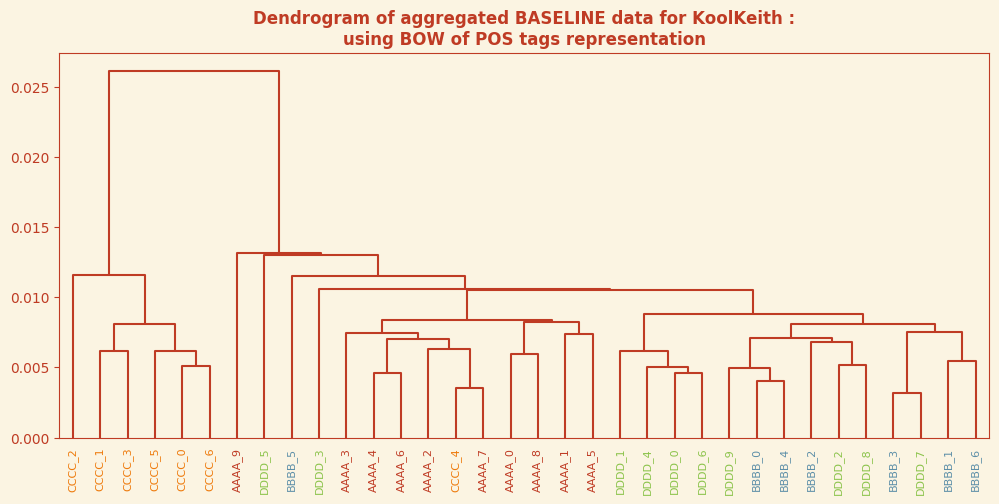 Dendrogram of aggregated BASELINE data for KoolKeith :
using BOW of POS tags representation
0.025
0.020
0.015
0.010
0.005
0.000
CCCC_2
CCCC_1
CCCC_3
CCCC_5
CCCC_0
CCCC_6
AAAA_9
DDDD_5
BBBB_5
DDDD_3
AAAA_3
AAAA_4
AAAA_6
AAAA_2
CCCC_4
AAAA_7
AAAA_0
AAAA_8
AAAA_1
AAAA_5
DDDD_1
DDDD_4
DDDD_0
DDDD_6
DDDD_9
BBBB_0
BBBB_4
BBBB_2
DDDD_2
DDDD_8
BBBB_3
DDDD_7
BBBB_1
BBBB_6